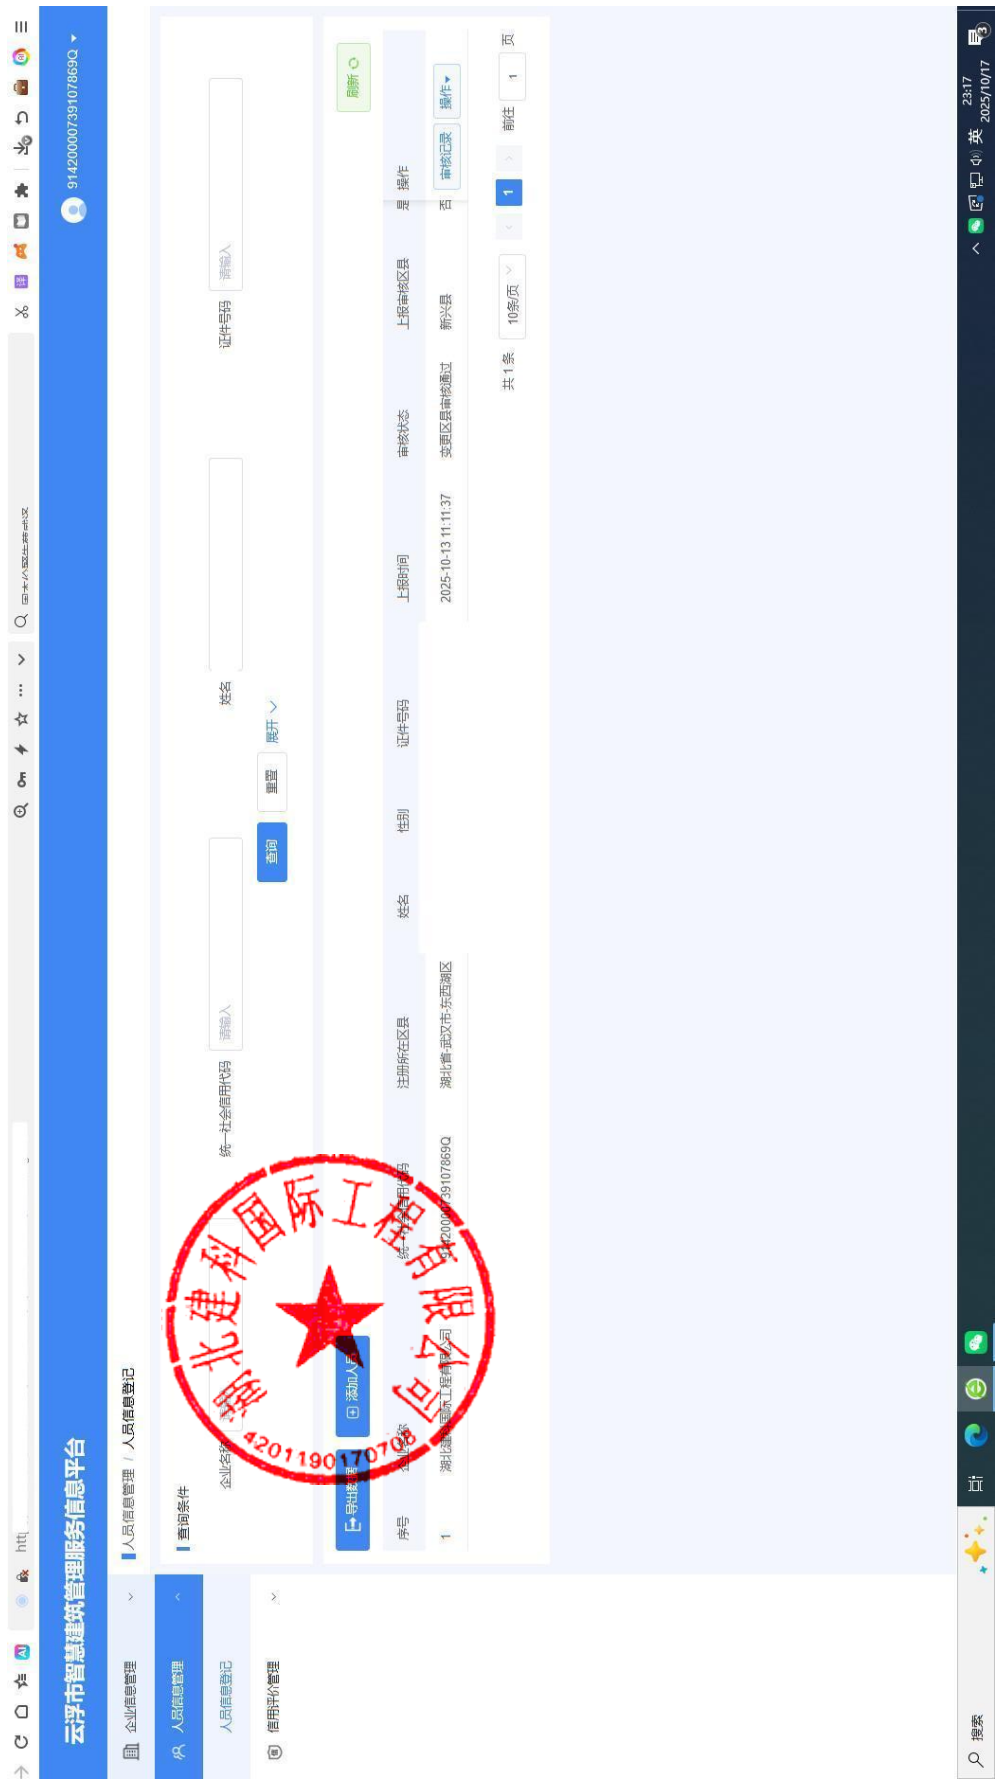 htt
云浮市智慧建筑管理服务信息平台
91420000739107869Q
企业信息管理
人员信息管理
人员信息登记
信用评价管理
人员信息管理 / 人员信息登记
查询条件
企业名称
统一社会信用代码 请输入
姓名
证件号码 请输入
查询 重置 展开
导出数据 添加人员 刷新
序号 企业名称 统一社会信用代码 注册所在区县 姓名 性别 证件号码 上报时间 审核状态 上报审核区县 是 操作
1 湖北建科国际工程有限公司 91420000739107869Q 湖北省-武汉市-东西湖区 2025-10-13 11:11:37 变更区县审核通过 新兴县 否 审核记录 操作
共 1 条 10条/页 1 前往 1 页
湖北建科国际工程有限公司
4201190170708
搜索
英
23:17
2025/10/17
3